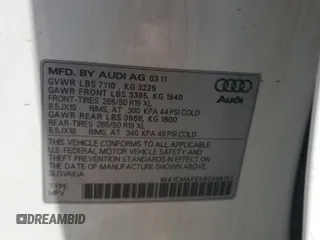 MFD. BY AUDI AG 03 11
GVWR LBS 7110 , KG 3225
GAWR FRONT LBS 3395, KG 1540
FRONT-TIRES 265/50 R19 XL
8.5JX19 RIMS, AT 300 KPA 44 PSI COLD
GAWR REAR LBS 3968, KG 1800
REAR-TIRES 265/50 R19 XL
8.5JX19 RIMS, AT 340 KPA 49 PSI COLD
THIS VEHICLE CONFORMS TO ALL APPLICABLE
U.S. FEDERAL MOTOR VEHICLE SAFETY
STANDARDS IN EFFECT ON THE
DATE OF MANUFACTURE SHOWN ABOVE.
SLOVAKIA
TYPE:
MPV
Audi
DREAMBID
DREAMBID.COM